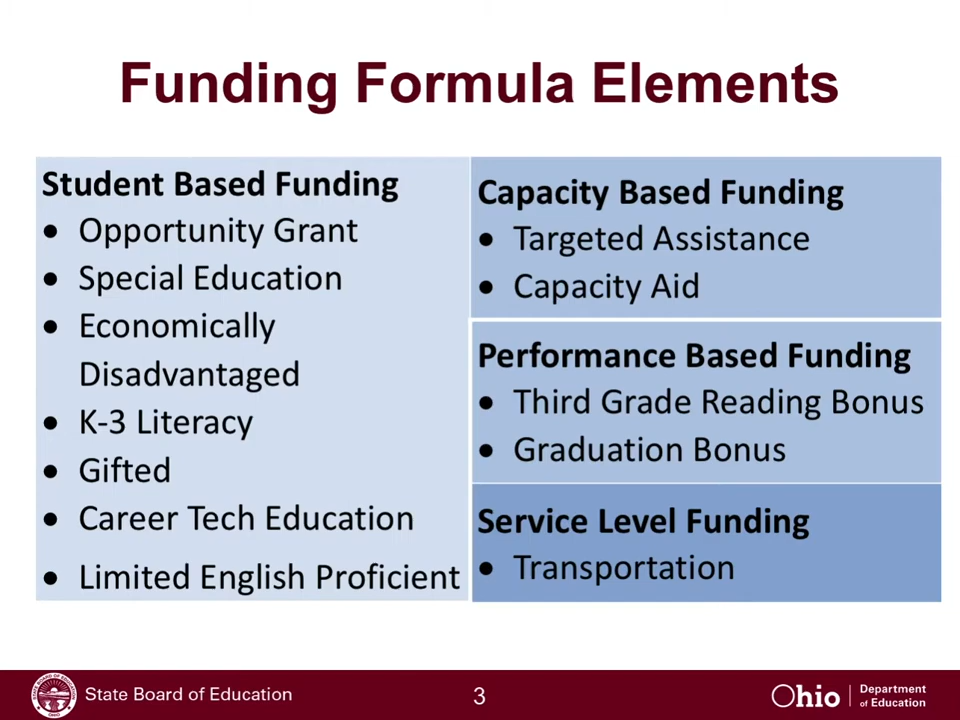 Funding Formula Elements
Student Based Funding
• Opportunity Grant
• Special Education
• Economically
Disadvantaged
• K-3 Literacy
• Gifted
• Career Tech Education
• Limited English Proficient
Capacity Based Funding
• Targeted Assistance
• Capacity Aid
Performance Based Funding
• Third Grade Reading Bonus
• Graduation Bonus
Service Level Funding
• Transportation
State Board of Education
3
Ohio
Department
of Education